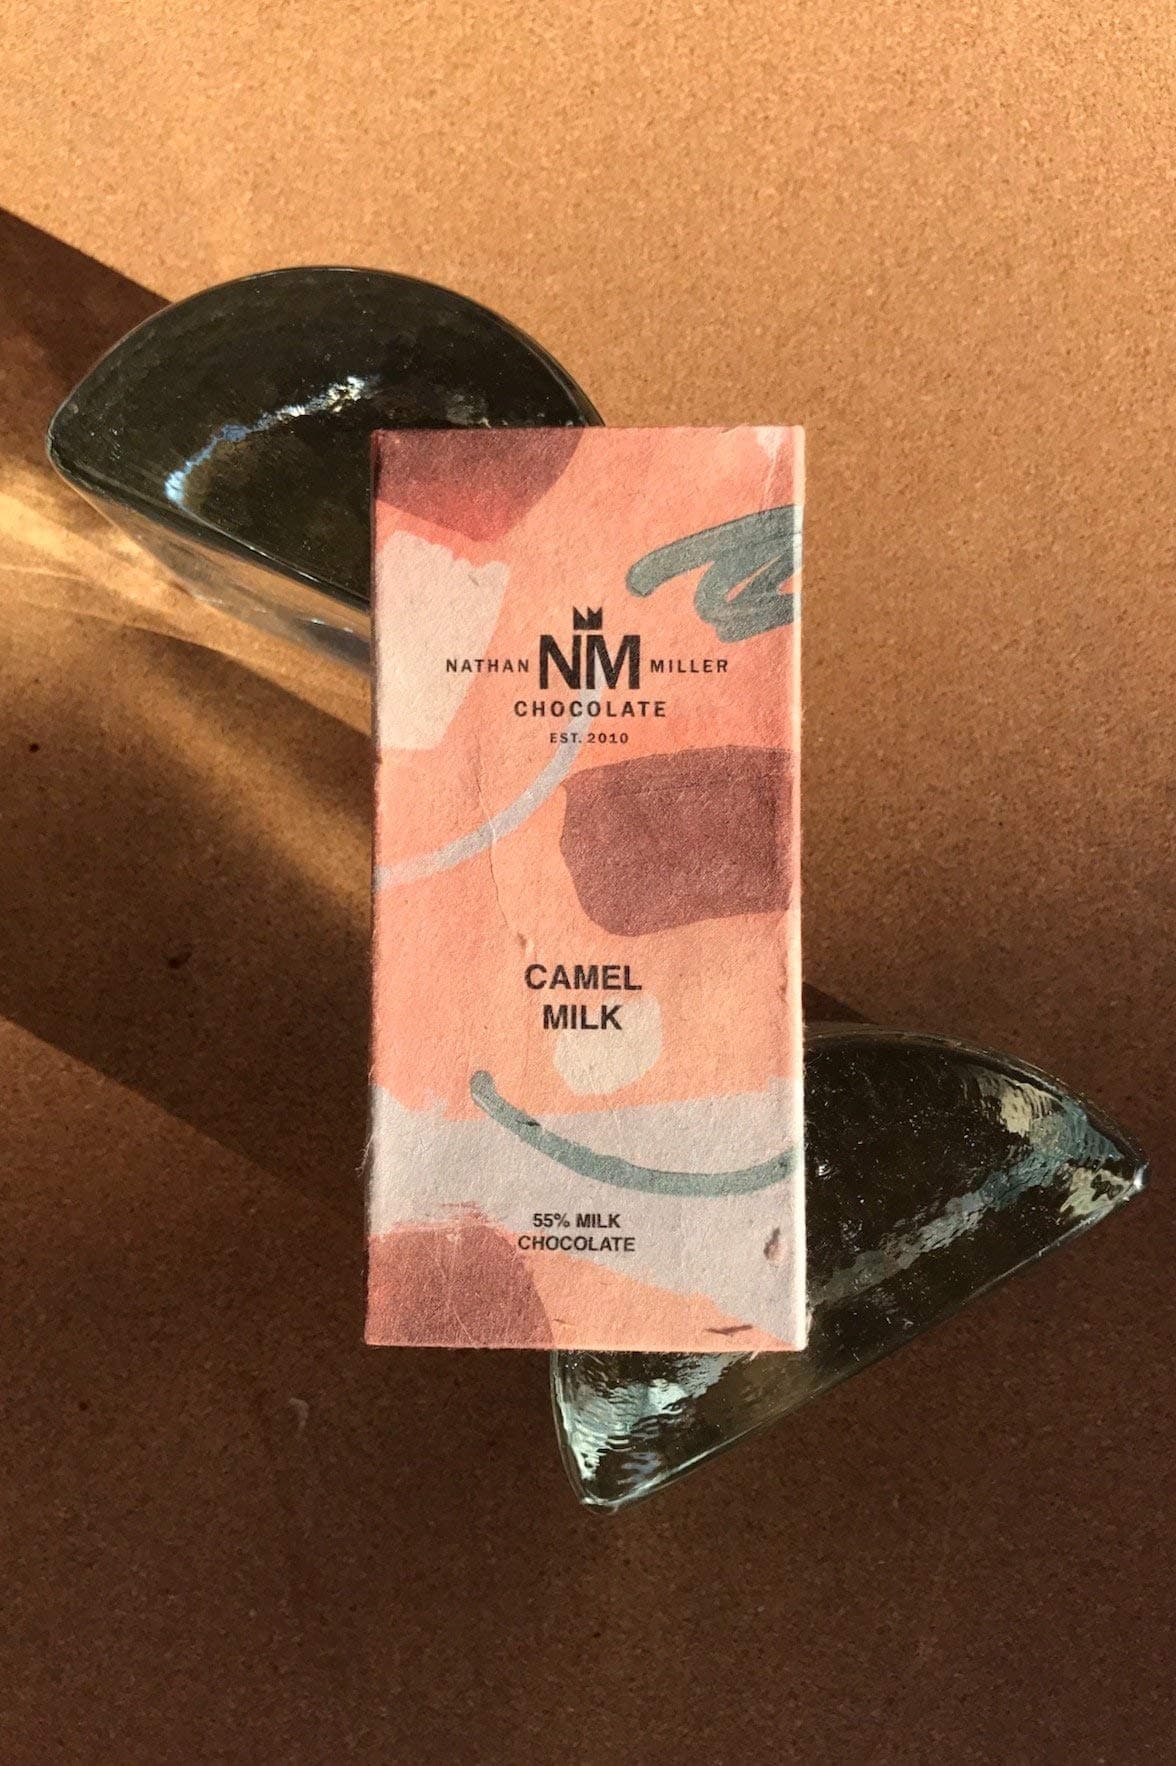 NATHAN NM MILLER
CHOCOLATE
EST. 2010
CAMEL
MILK
55% MILK
CHOCOLATE